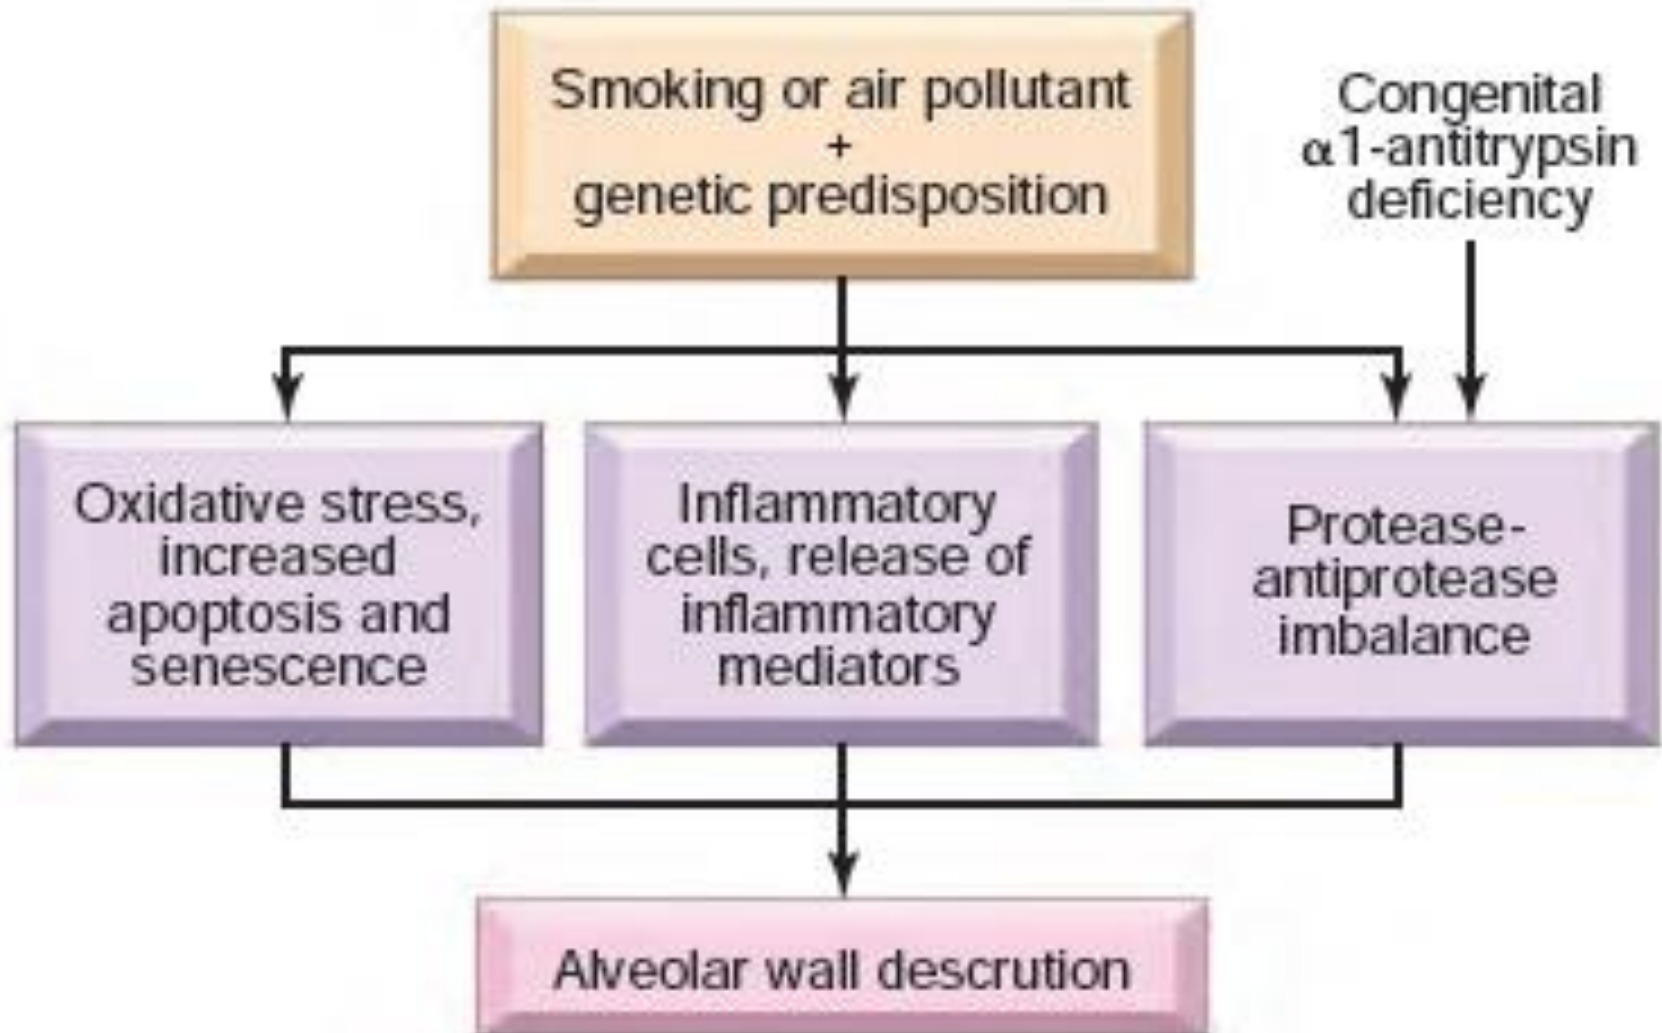 Smoking or air pollutant
+
genetic predisposition
Congenital
α1-antitrypsin
deficiency
Oxidative stress,
increased
apoptosis and
senescence
Inflammatory
cells, release of
inflammatory
mediators
Protease-
antiprotease
imbalance
Alveolar wall descrution